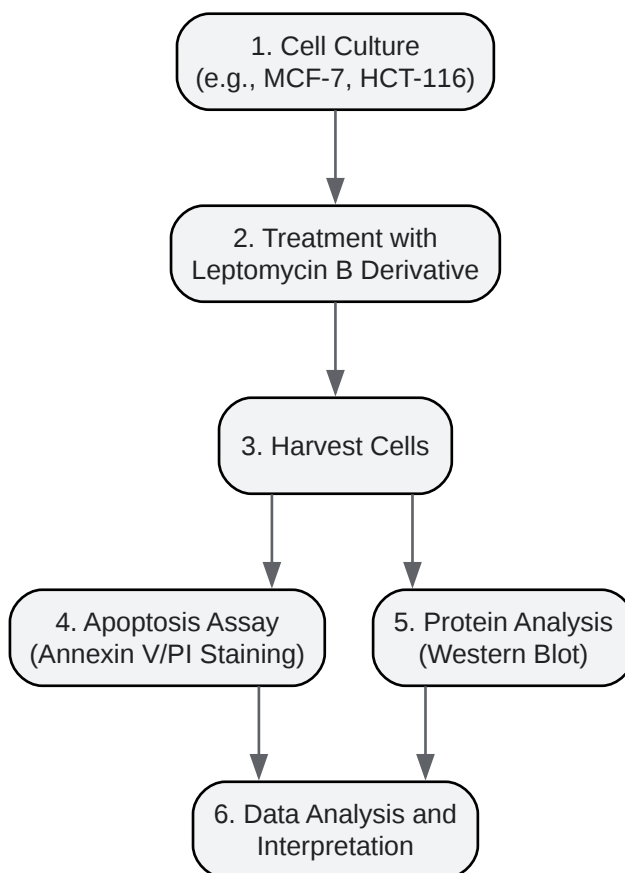 1. Cell Culture
(e.g., MCF-7, HCT-116)
2. Treatment with
Leptomycin B Derivative
3. Harvest Cells
4. Apoptosis Assay
(Annexin V/PI Staining)
5. Protein Analysis
(Western Blot)
6. Data Analysis and
Interpretation